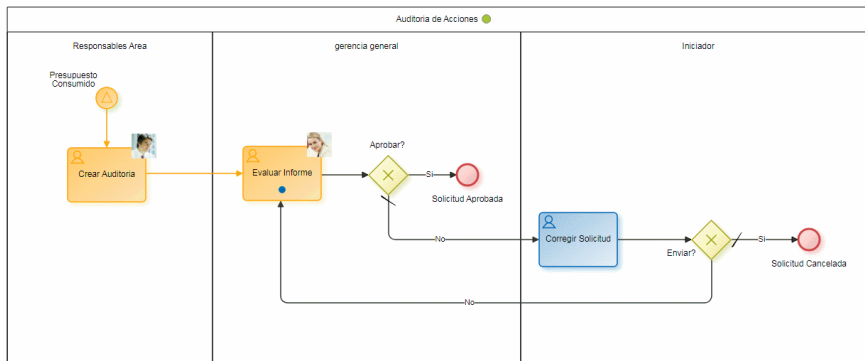 Auditoria de Acciones
Responsables Area
gerencia general
Iniciador
Presupuesto
Consumido
Crear Auditoria
Evaluar Informe
Aprobar?
Si
Solicitud Aprobada
No
Corregir Solicitud
Enviar?
Si
Solicitud Cancelada
No